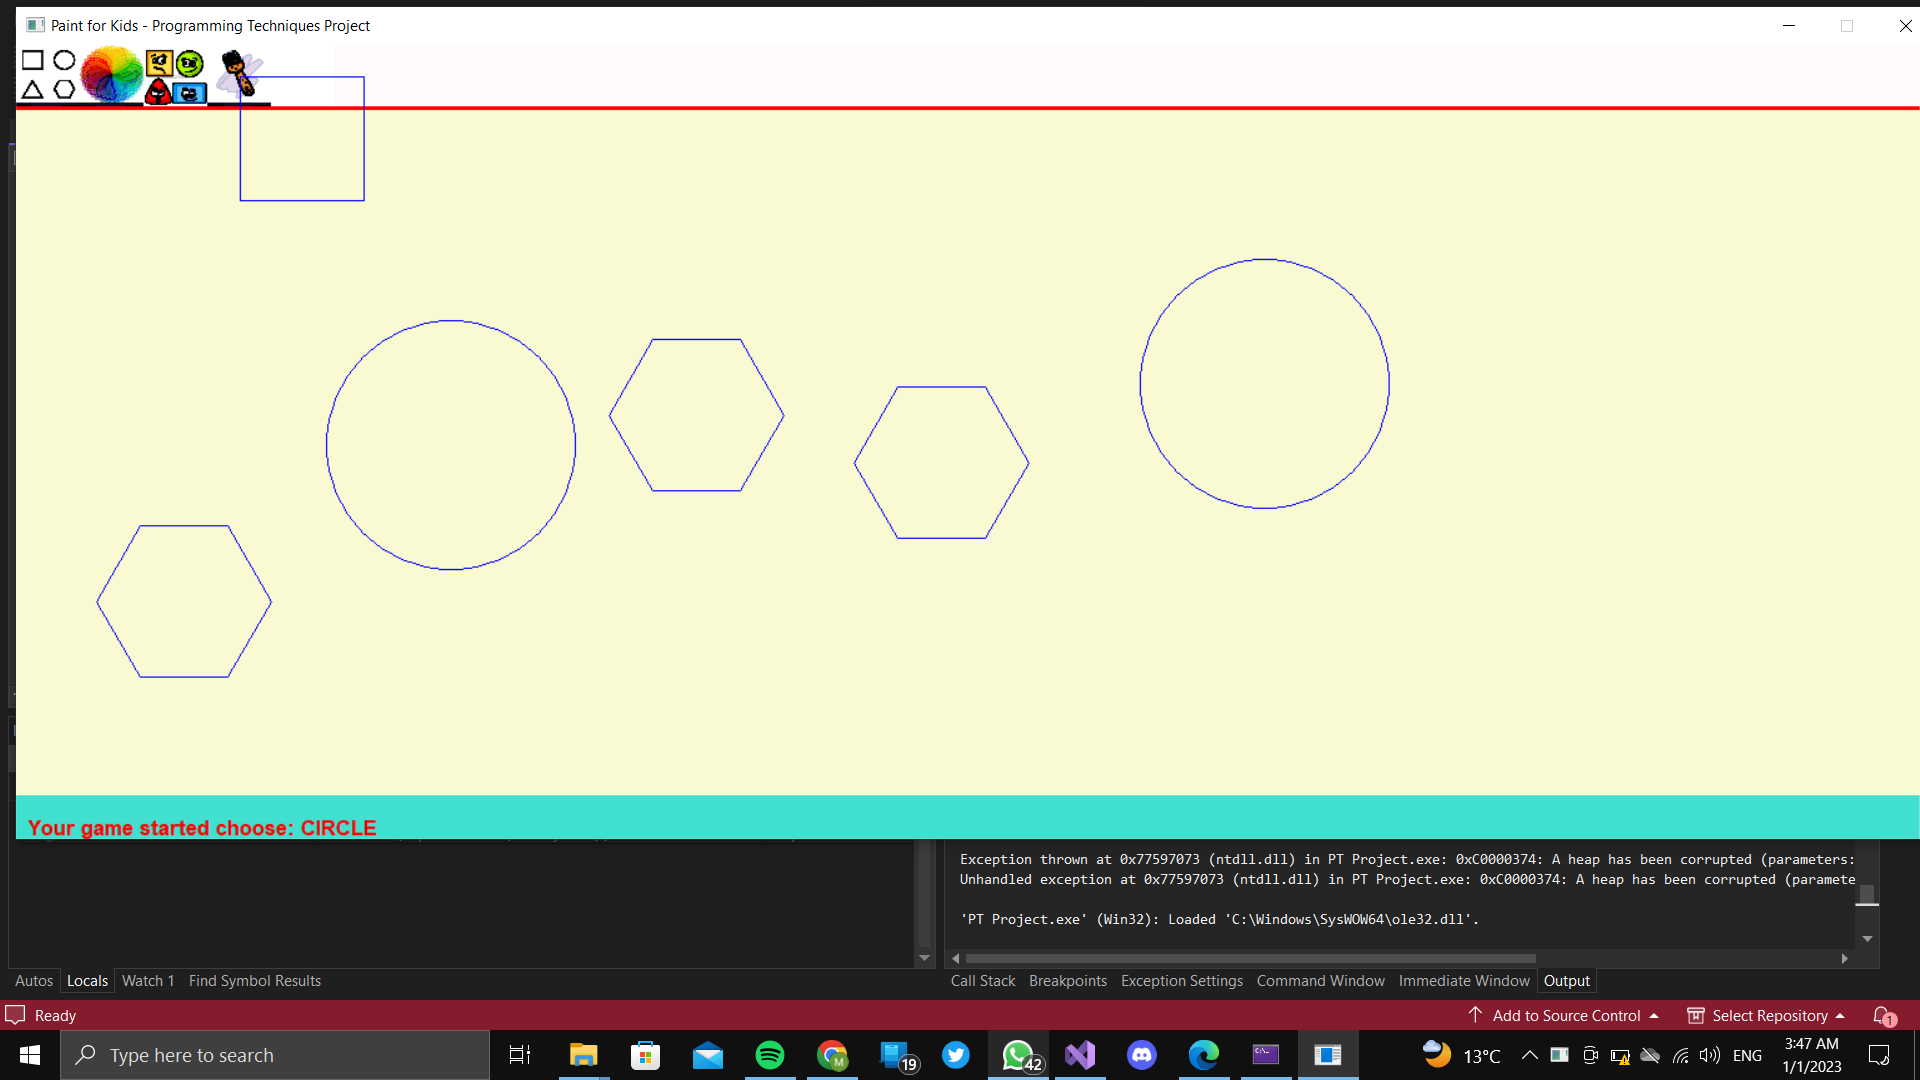 Paint for Kids - Programming Techniques Project
Your game started choose: CIRCLE
Exception thrown at 0x77597073 (ntdll.dll) in PT Project.exe: 0xC0000374: A heap has been corrupted (parameters:
Unhandled exception at 0x77597073 (ntdll.dll) in PT Project.exe: 0xC0000374: A heap has been corrupted (paramete
'PT Project.exe' (Win32): Loaded 'C:\Windows\SysWOW64\ole32.dll'.
Autos Locals Watch 1 Find Symbol Results
Call Stack Breakpoints Exception Settings Command Window Immediate Window Output
Ready
Add to Source Control Select Repository 1
Type here to search
M
19
42
C:\.
13°C
ENG
3:47 AM
1/1/2023